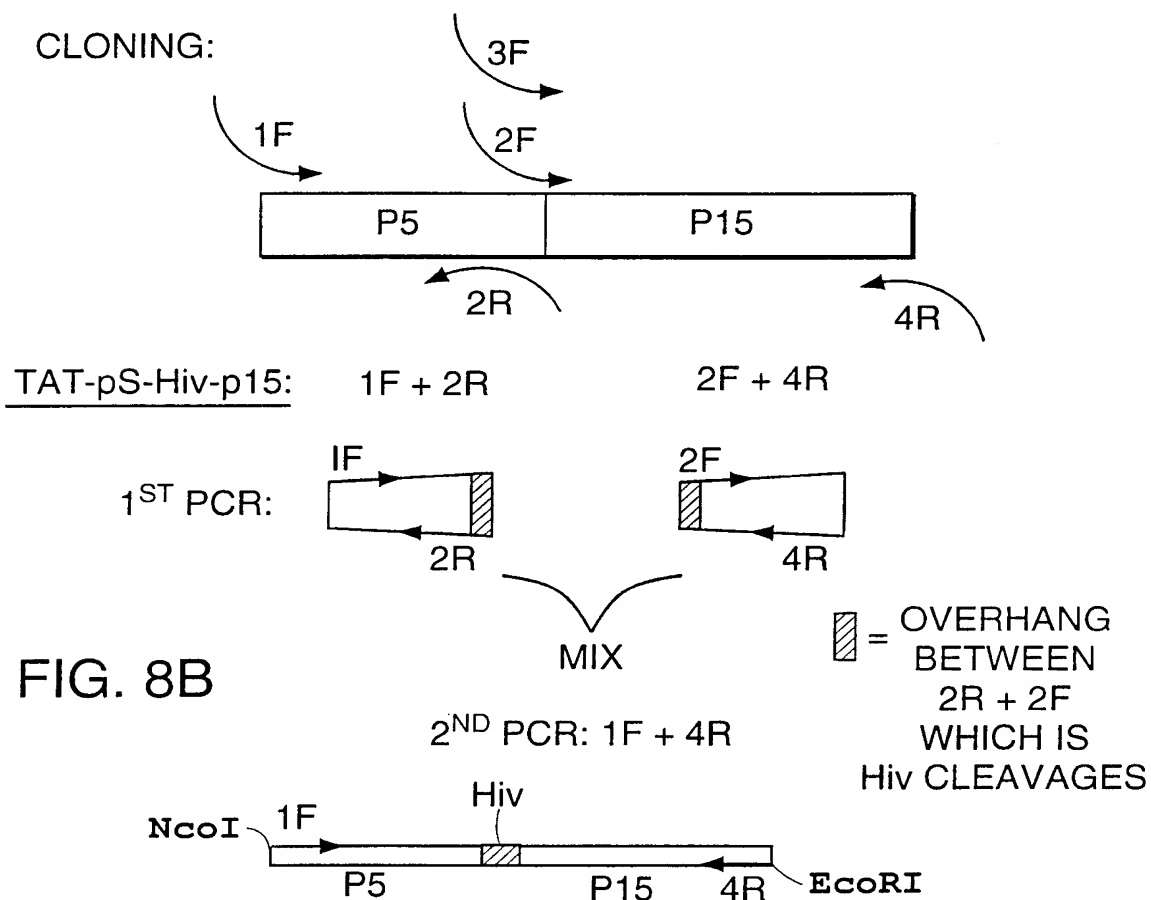 CLONING:
3F
1F
2F
P5
P15
2R
4R
TAT-pS-Hiv-p15:
1F + 2R
2F + 4R
1ST PCR:
IF
2R
2F
4R
MIX
= OVERHANG
BETWEEN
2R + 2F
WHICH IS
Hiv CLEAVAGES
FIG. 8B
2ND PCR: 1F + 4R
Hiv
NcoI
1F
P5
P15
4R
EcoRI